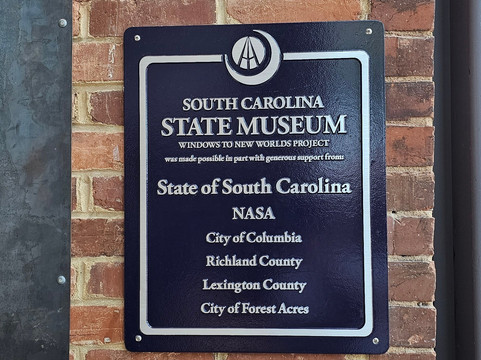 SOUTH CAROLINA
STATE MUSEUM
WINDOWS TO NEW WORLDS PROJECT
was made possible in part with generous support from:
State of South Carolina
NASA
City of Columbia
Richland County
Lexington County
City of Forest Acres